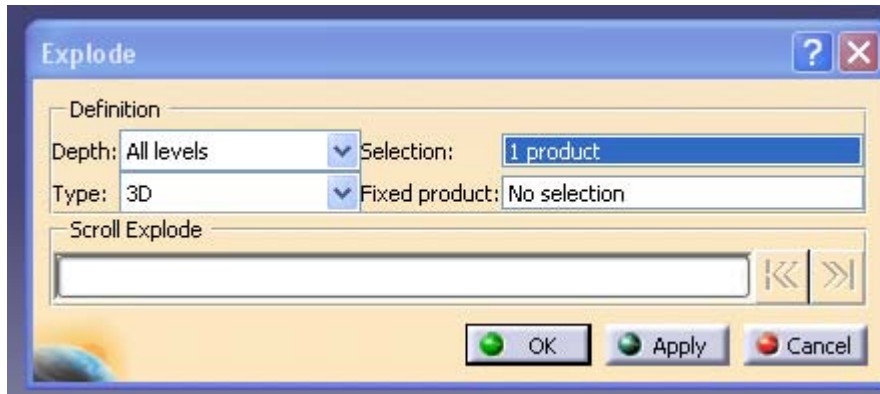 Explode
Definition
Depth: All levels Selection: 1 product
Type: 3D Fixed product: No selection
Scroll Explode
OK Apply Cancel